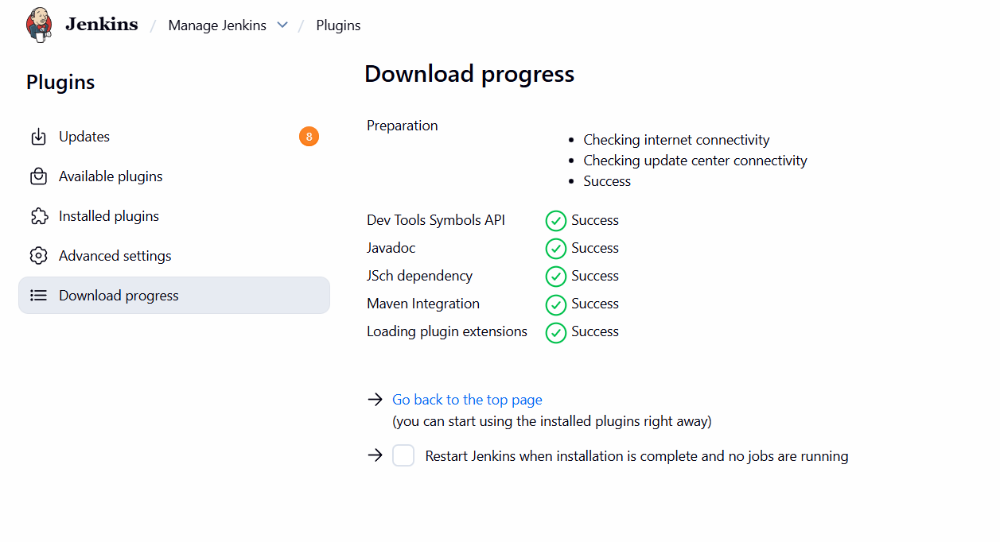 Jenkins / Manage Jenkins / Plugins
Plugins
Updates 8
Available plugins
Installed plugins
Advanced settings
Download progress
Download progress
Preparation
• Checking internet connectivity
• Checking update center connectivity
• Success
Dev Tools Symbols API Success
Javadoc Success
JSch dependency Success
Maven Integration Success
Loading plugin extensions Success
→ Go back to the top page
(you can start using the installed plugins right away)
→ Restart Jenkins when installation is complete and no jobs are running